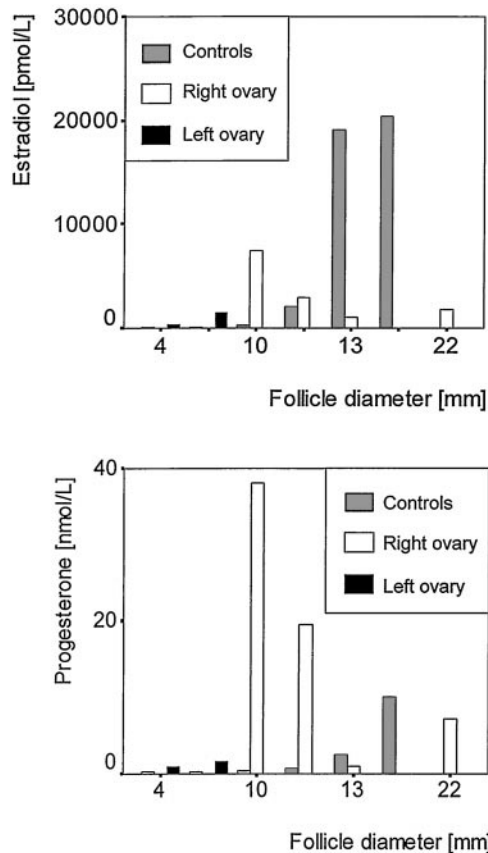 30000
Estradiol [pmol/L]
Controls
Right ovary
Left ovary
20000
10000
0
4 10 13 22
Follicle diameter [mm]
40
Progesterone [nmol/L]
Controls
Right ovary
Left ovary
20
0
4 10 13 22
Follicle diameter [mm]